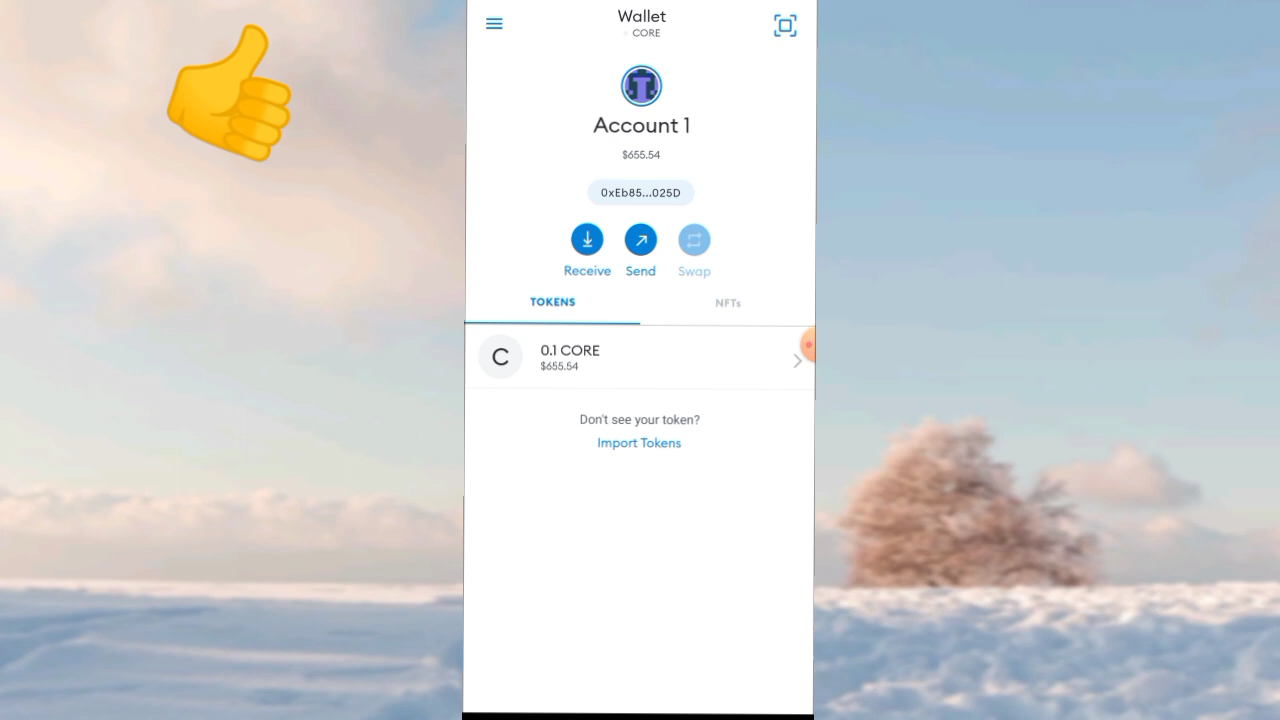 Wallet
CORE
Account 1
$655.54
0xEb85...025D
Receive Send Swap
TOKENS NFTs
C
0.1 CORE
$655.54
Don't see your token?
Import Tokens